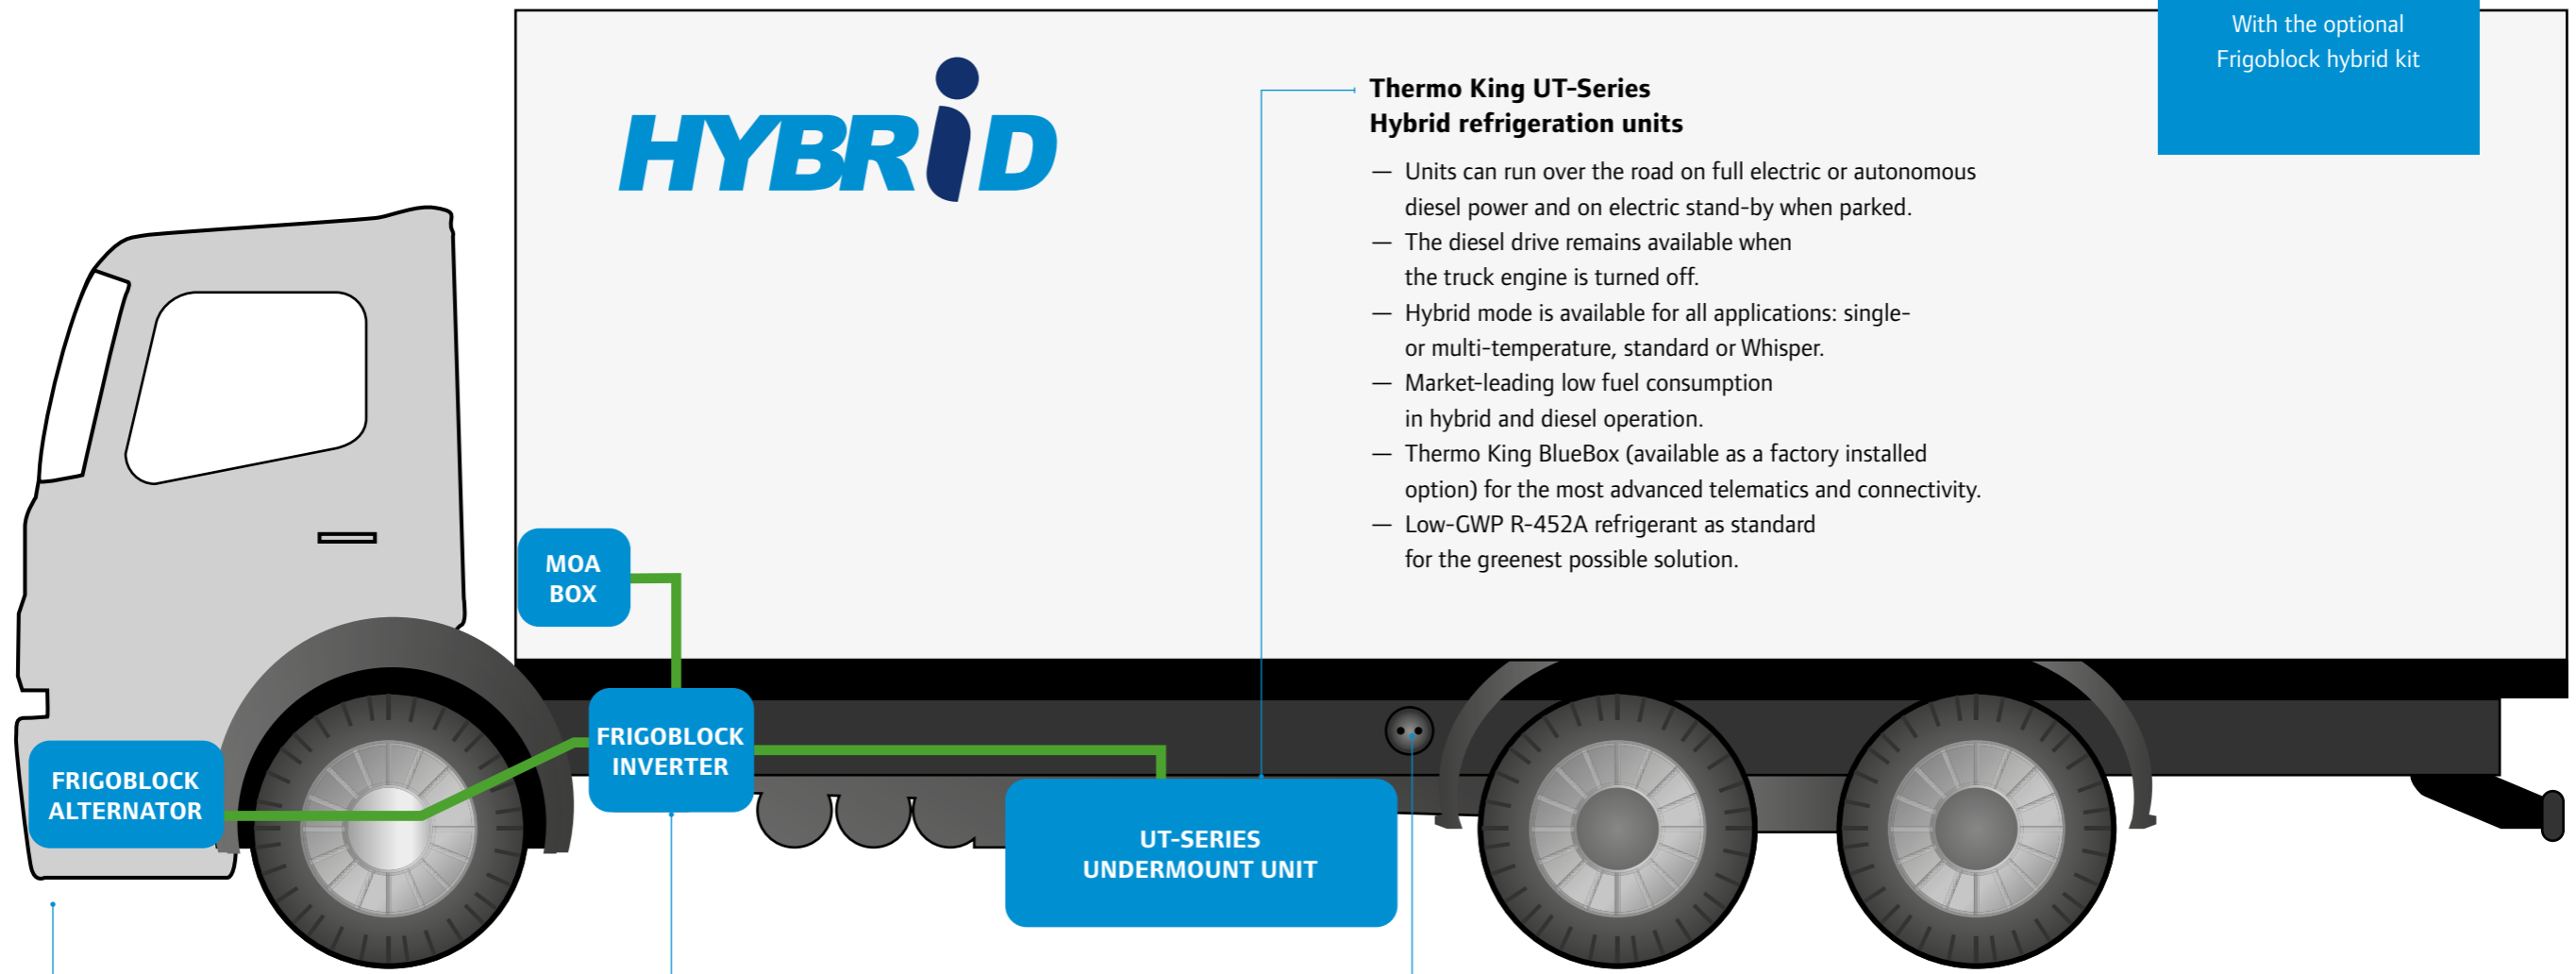 With the optional
Frigoblock hybrid kit
HYBRiD
Thermo King UT-Series
Hybrid refrigeration units
— Units can run over the road on full electric or autonomous
diesel power and on electric stand-by when parked.
— The diesel drive remains available when
the truck engine is turned off.
— Hybrid mode is available for all applications: single-
or multi-temperature, standard or Whisper.
— Market-leading low fuel consumption
in hybrid and diesel operation.
— Thermo King BlueBox (available as a factory installed
option) for the most advanced telematics and connectivity.
— Low-GWP R-452A refrigerant as standard
for the greenest possible solution.
MOA
BOX
FRIGOBLOCK
INVERTER
FRIGOBLOCK
ALTERNATOR
UT-SERIES
UNDERMOUNT UNIT